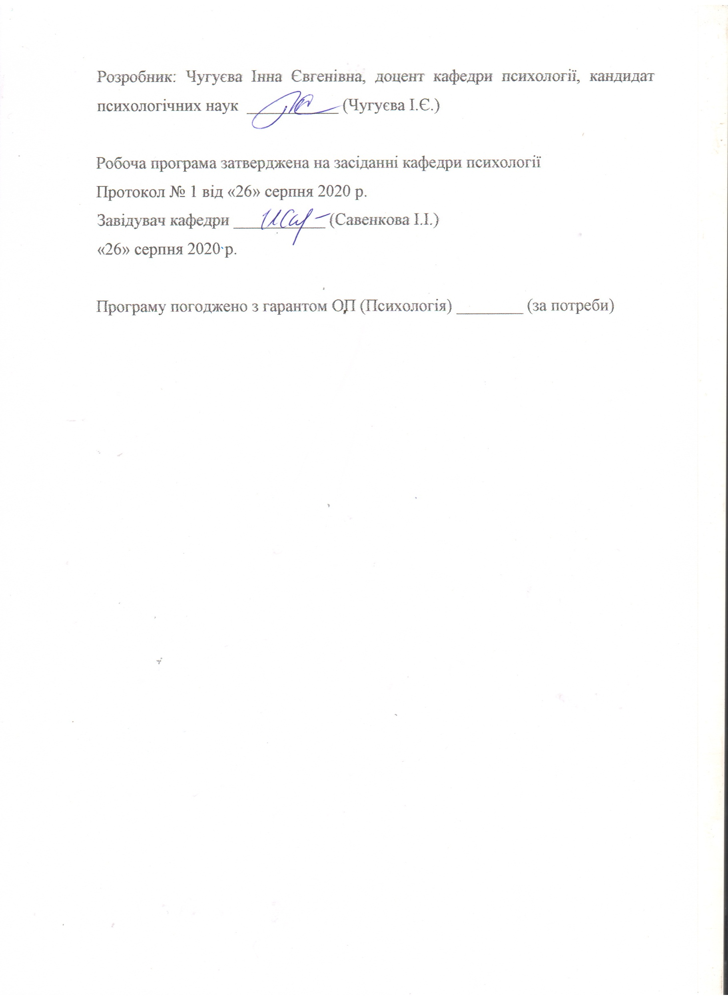 Розробник: Чугуєва Інна Євгенівна, доцент кафедри психології, кандидат
психологічних наук ___________ (Чугуєва І.Є.)
Робоча програма затверджена на засіданні кафедри психології
Протокол № 1 від «26» серпня 2020 р.
Завідувач кафедри ___________ (Савенкова І.І.)
«26» серпня 2020 р.
Програму погоджено з гарантом ОП (Психологія) ________ (за потреби)